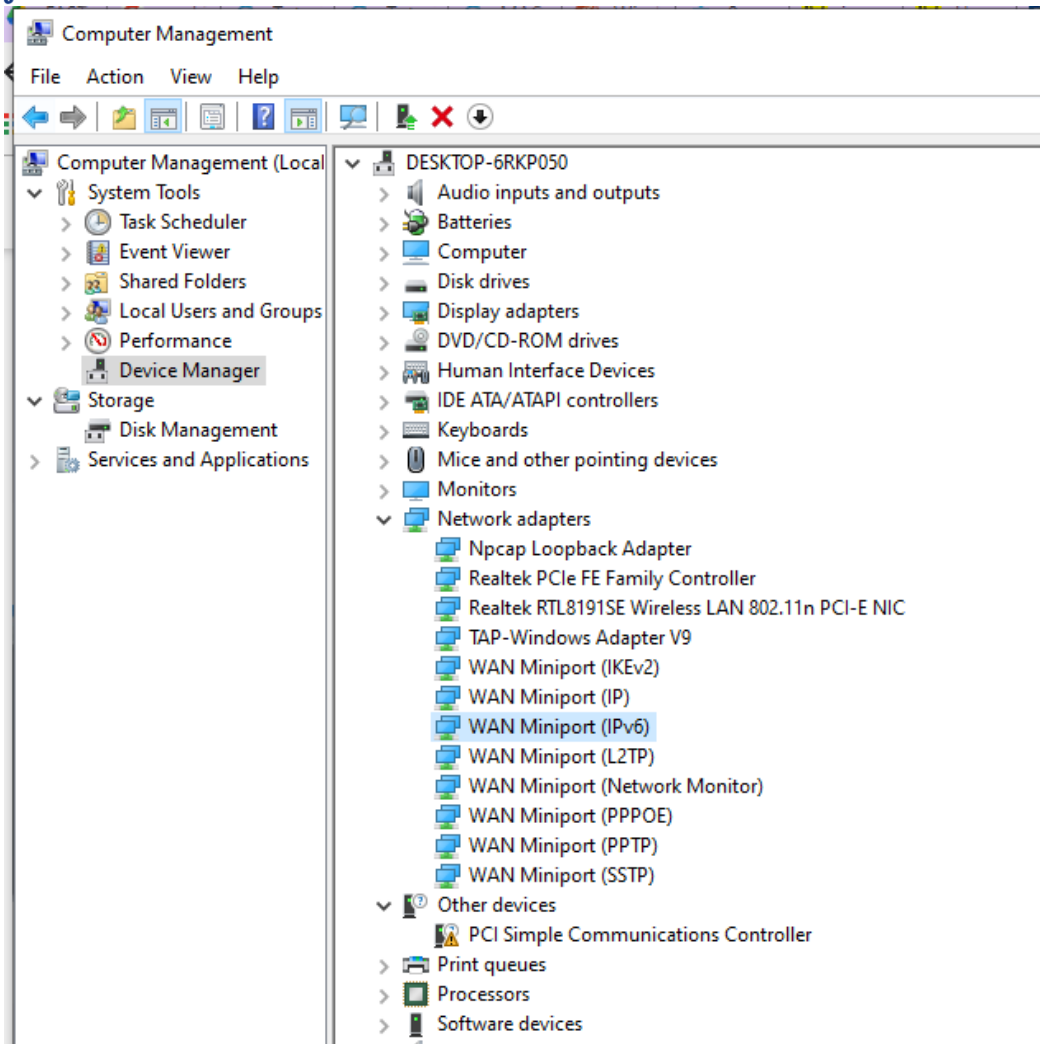 Computer Management
File Action View Help
Computer Management (Local
System Tools
Task Scheduler
Event Viewer
Shared Folders
Local Users and Groups
Performance
Device Manager
Storage
Disk Management
Services and Applications
DESKTOP-6RKP050
Audio inputs and outputs
Batteries
Computer
Disk drives
Display adapters
DVD/CD-ROM drives
Human Interface Devices
IDE ATA/ATAPI controllers
Keyboards
Mice and other pointing devices
Monitors
Network adapters
Npcap Loopback Adapter
Realtek PCIe FE Family Controller
Realtek RTL8191SE Wireless LAN 802.11n PCI-E NIC
TAP-Windows Adapter V9
WAN Miniport (IKEv2)
WAN Miniport (IP)
WAN Miniport (IPv6)
WAN Miniport (L2TP)
WAN Miniport (Network Monitor)
WAN Miniport (PPPOE)
WAN Miniport (PPTP)
WAN Miniport (SSTP)
Other devices
PCI Simple Communications Controller
Print queues
Processors
Software devices